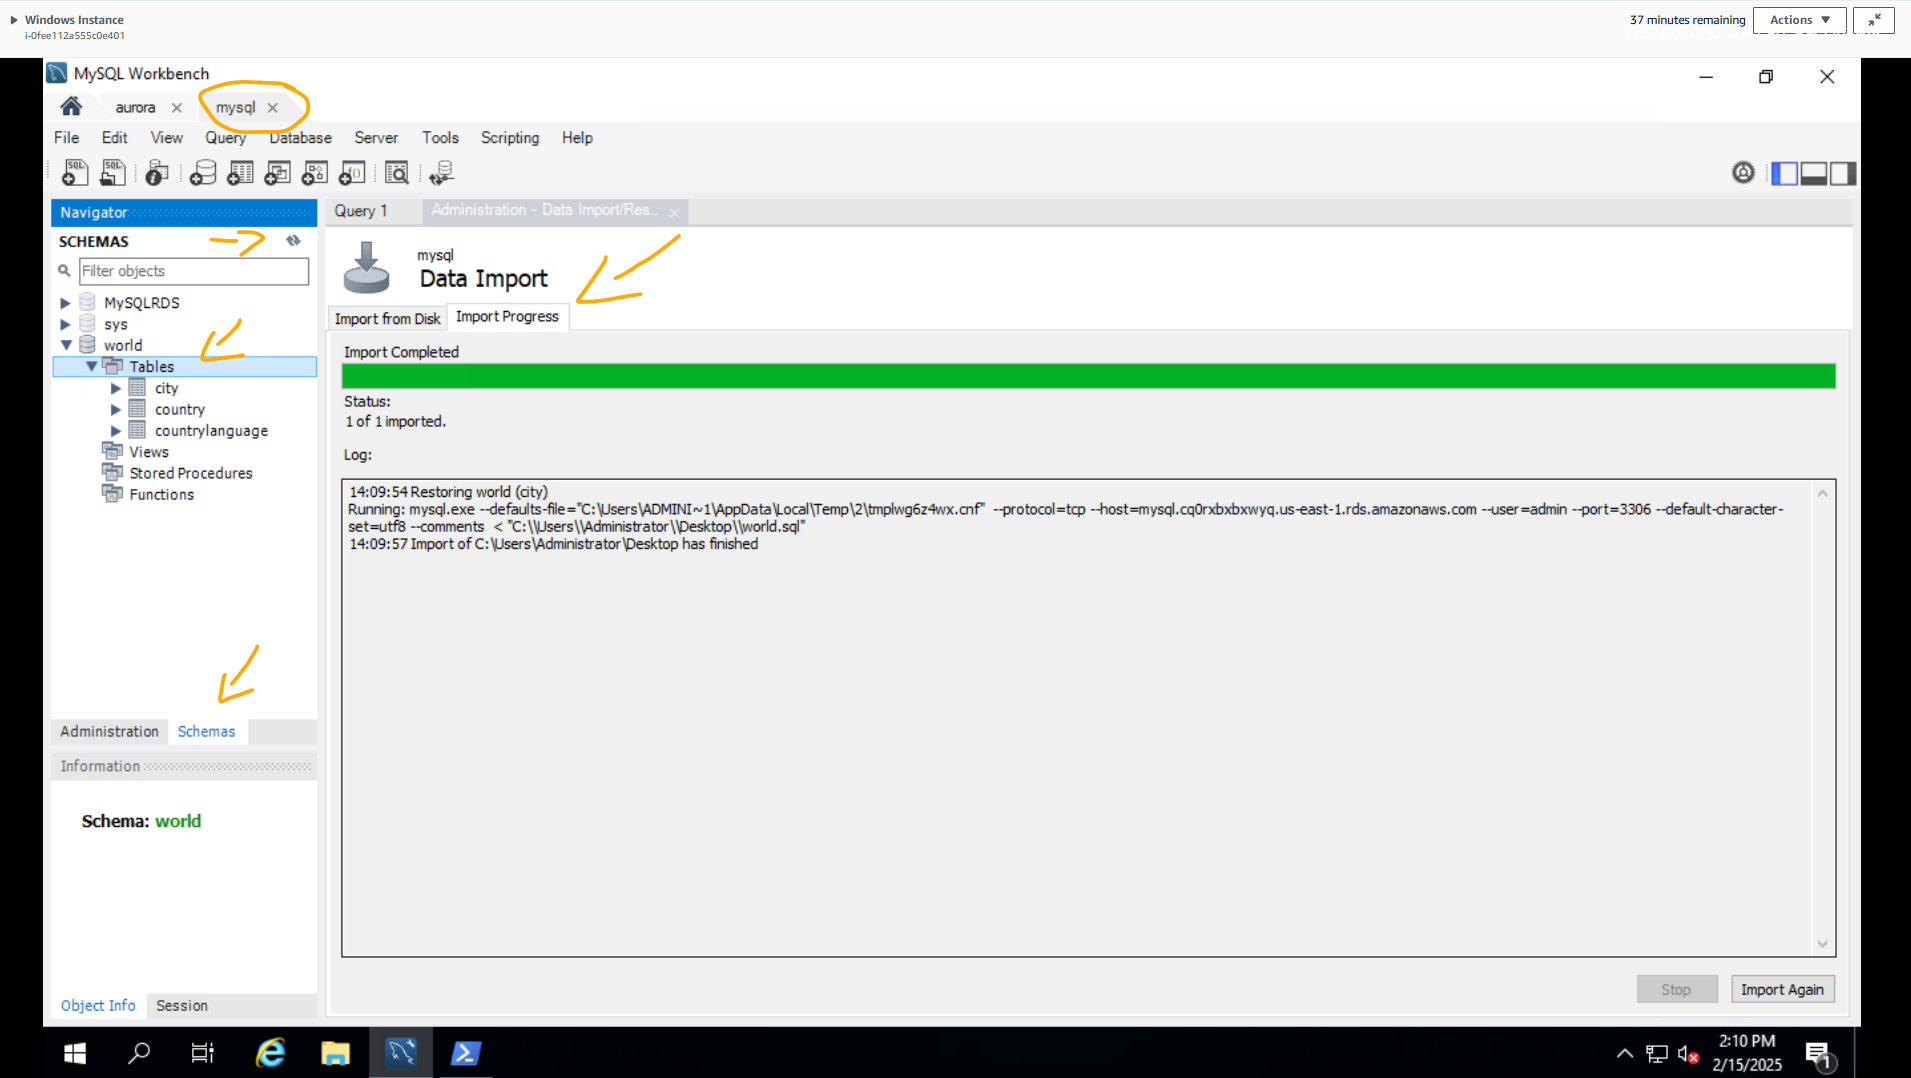 Windows Instance
i-0fee112a555c0e401
37 minutes remaining
Actions
MySQL Workbench
aurora
mysql
File Edit View Query Database Server Tools Scripting Help
Navigator
SCHEMAS
Filter objects
MySQLRDS
sys
world
Tables
city
country
countrylanguage
Views
Stored Procedures
Functions
Administration Schemas
Information
Schema: world
Object Info Session
Query 1 Administration - Data Import/Res...
mysql
Data Import
Import from Disk Import Progress
Import Completed
Status:
1 of 1 imported.
Log:
14:09:54 Restoring world (city)
Running: mysql.exe --defaults-file="C:\Users\ADMINI~1\AppData\Local\Temp\2\tmplwg6z4wx.cnf" --protocol=tcp --host=mysql.cq0rxbxbxwyq.us-east-1.rds.amazonaws.com --user=admin --port=3306 --default-character-
set=utf8 --comments < "C:\\Users\\Administrator\\Desktop\\world.sql"
14:09:57 Import of C:\Users\Administrator\Desktop has finished
Stop Import Again
2:10 PM
2/15/2025
1